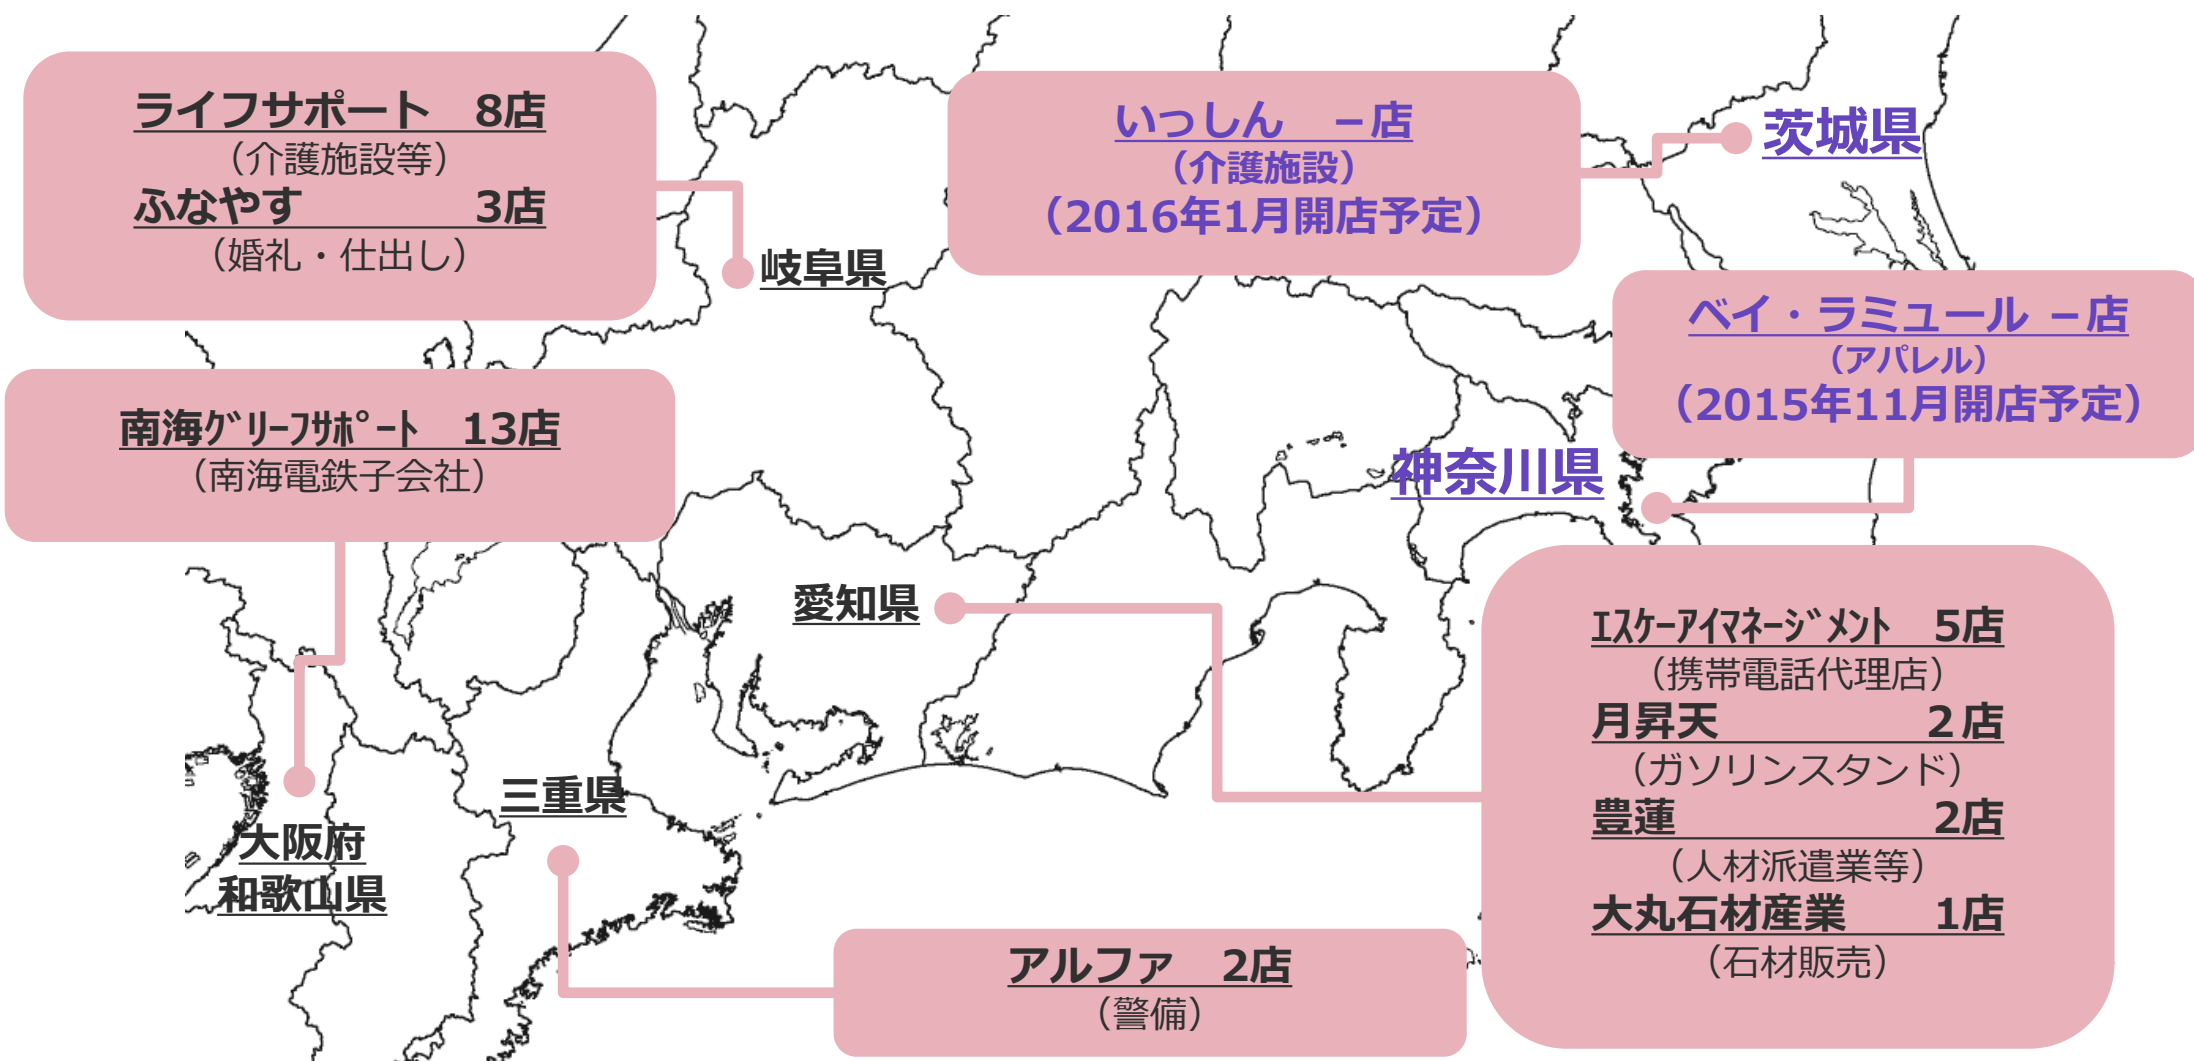 ライフサポート　8店
（介護施設等）
ふなやす　3店
（婚礼・仕出し）
岐阜県
いっしん　－店
（介護施設）
（2016年1月開店予定）
茨城県
ベイ・ラミュール －店
（アパレル）
（2015年11月開店予定）
神奈川県
南海ｸﾞﾘｰﾌｻﾎﾟｰﾄ　13店
（南海電鉄子会社）
大阪府
和歌山県
愛知県
ｴｽｹｰｱｲﾏﾈｰｼﾞﾒﾝﾄ　5店
（携帯電話代理店）
月昇天　２店
（ガソリンスタンド）
豊蓮　2店
（人材派遣業等）
大丸石材産業　1店
（石材販売）
三重県
アルファ　2店
（警備）